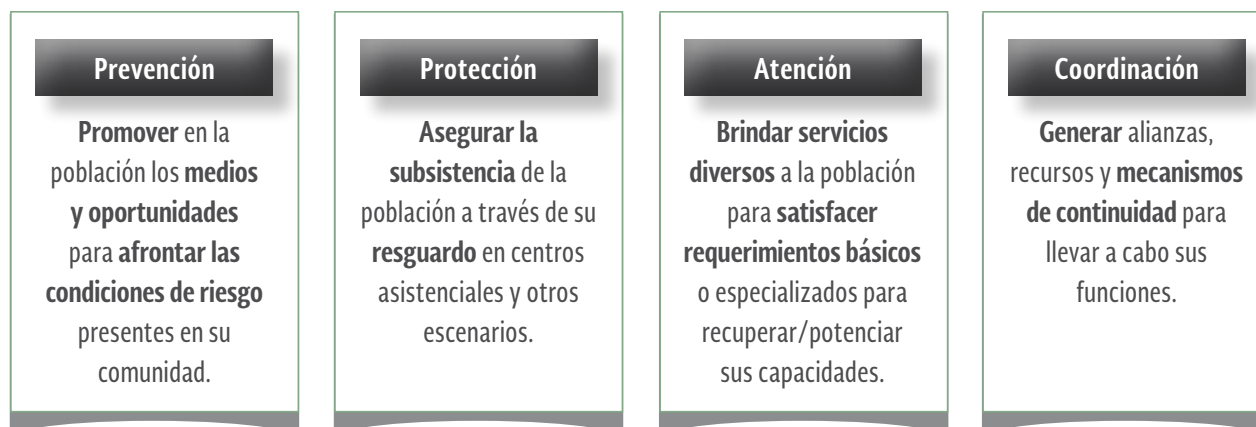 Prevención
Promover en la
población los medios
y oportunidades
para afrontar las
condiciones de riesgo
presentes en su
comunidad.
Protección
Asegurar la
subsistencia de la
población a través de su
resguardo en centros
asistenciales y otros
escenarios.
Atención
Brindar servicios
diversos a la población
para satisfacer
requerimientos básicos
o especializados para
recuperar/potenciar
sus capacidades.
Coordinación
Generar alianzas,
recursos y mecanismos
de continuidad para
llevar a cabo sus
funciones.